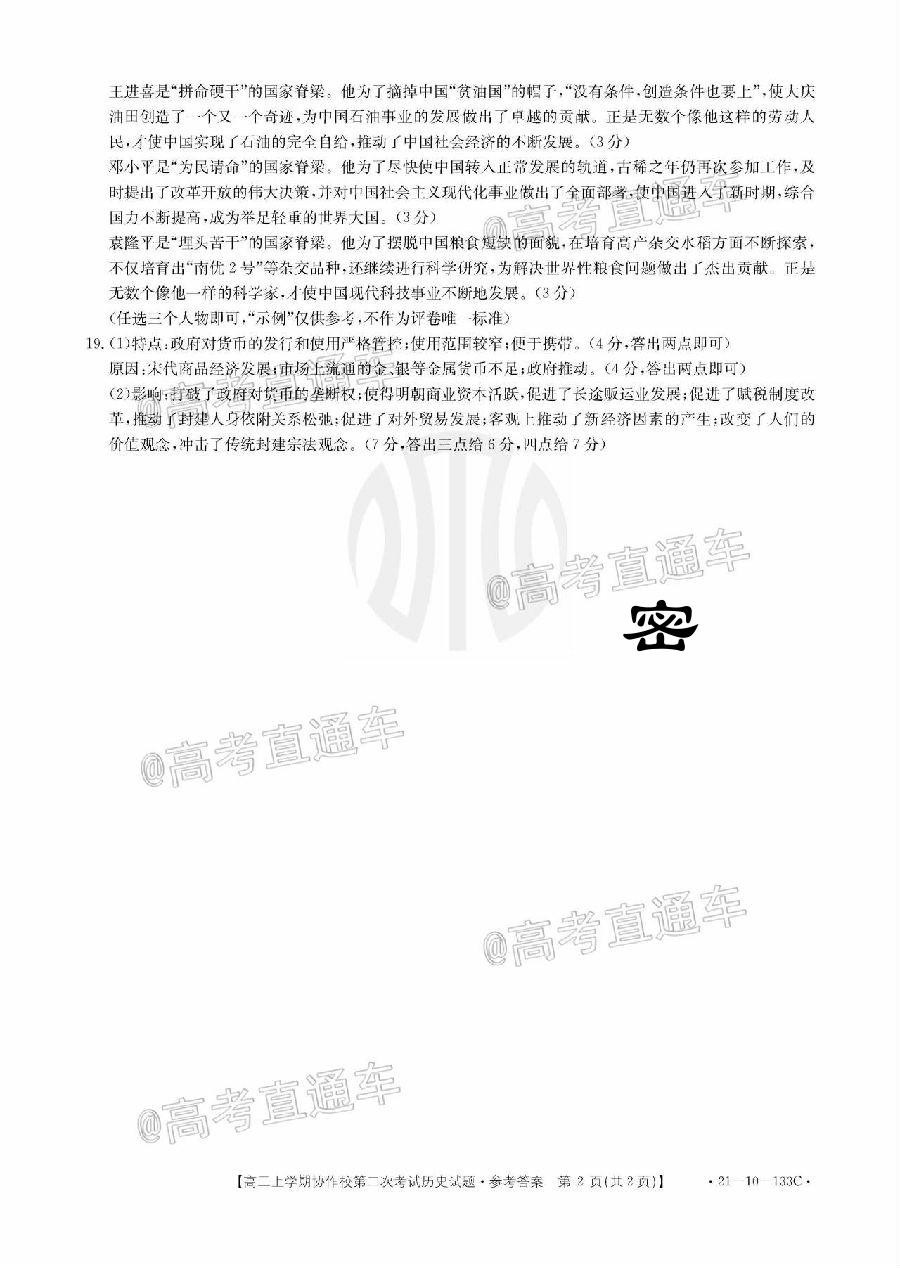 王进喜是“拼命硬干”的国家脊梁。他为了摘掉中国“贫油国”的帽子,“没有条件,创造条件也要上”,使大庆
油田创造了一个又一个奇迹,为中国石油事业的发展做出了卓越的贡献。正是无数个像他这样的劳动人
民,才使中国实现了石油的完全自给,推动了中国社会经济的不断发展。(3分)
邓小平是“为民请命”的国家脊梁。他为了尽快使中国转入正常发展的轨道,古稀之年仍再次参加工作,及
时提出了改革开放的伟大决策,并对中国社会主义现代化事业做出了全面部署,使中国进入了新时期,综合
国力不断提高,成为举足轻重的世界大国。(3分)
袁隆平是“埋头苦干”的国家脊梁。他为了摆脱中国粮食短缺的面貌,在培育高产杂交水稻方面不断探索,
不仅培育出“南优2号”等杂交品种,还继续进行科学研究,为解决世界性粮食问题做出了杰出贡献。正是
无数个像他一样的科学家,才使中国现代科技事业不断地发展。(3分)
(任选三个人物即可,“示例”仅供参考,不作为评卷唯一标准)
19.(1)特点:政府对货币的发行和使用严格管控;使用范围较窄;便于携带。(4分,答出两点即可)
原因:宋代商品经济发展;市场上流通的金、银等金属货币不足;政府推动。(4分,答出两点即可)
(2)影响:打破了政府对货币的垄断权;使得明朝商业资本活跃,促进了长途贩运业发展;促进了赋税制度改
革,推动了封建人身依附关系松弛;促进了对外贸易发展;客观上推动了新经济因素的产生;改变了人们的
价值观念,冲击了传统封建宗法观念。(7分,答出三点给6分,四点给7分)
@高考直通车
@高考直通车
@高考直通车
密
@高考直通车
@高考直通车
@高考直通车
【高二上学期协作校第二次考试历史试题·参考答案 第2页(共2页)】 ·21-10-133C·